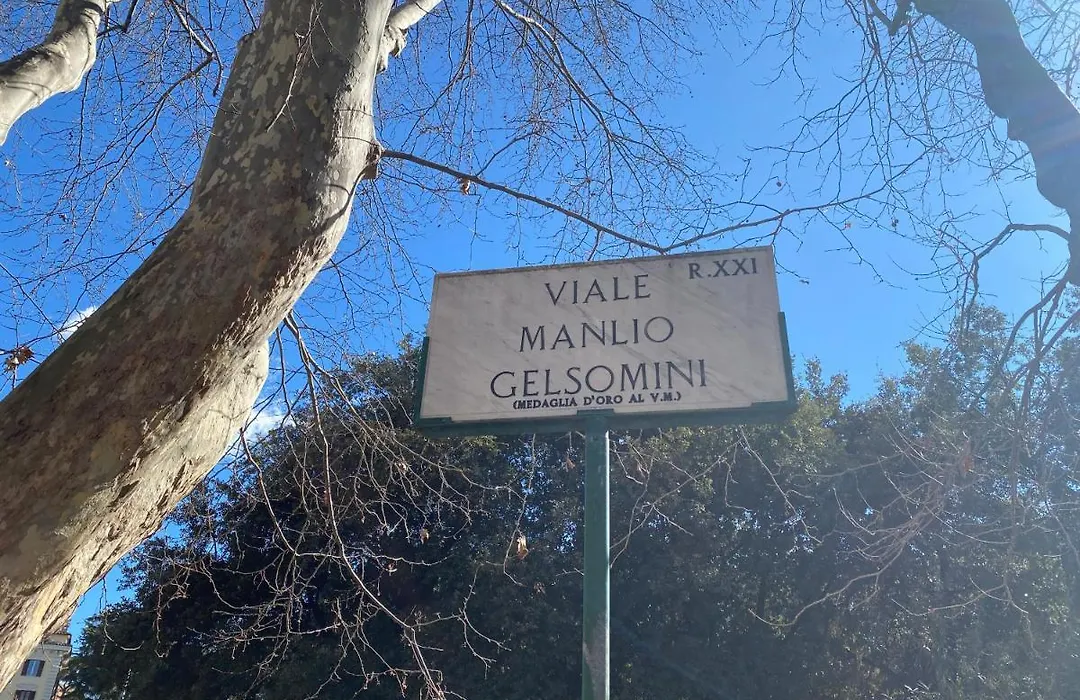 R.XXI
VIALE
MANLIO
GELSOMINI
(MEDAGLIA D'ORO AL V.M.)